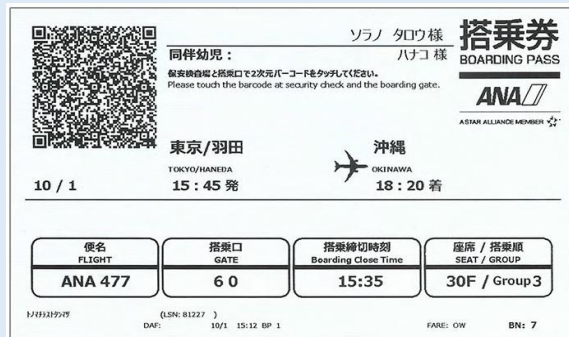 ソラノ タロウ 様
搭乗券
BOARDING PASS
同伴幼児：
ハナコ 様
保安検査場と搭乗口で2次元バーコードをタッチしてください。
Please touch the barcode at security check and the boarding gate.
ANA
A STAR ALLIANCE MEMBER
東京/羽田
沖縄
TOKYO/HANEDA
OKINAWA
10 / 1
15：45 発
18：20 着
便名
搭乗口
搭乗締切時刻
座席 / 搭乗順
FLIGHT
GATE
Boarding Close Time
SEAT / GROUP
ANA 477
60
15:35
30F / Group3
(LSN: 81227 )
DAF:
10/1 15:12 BP 1
FARE: OW
BN: 7